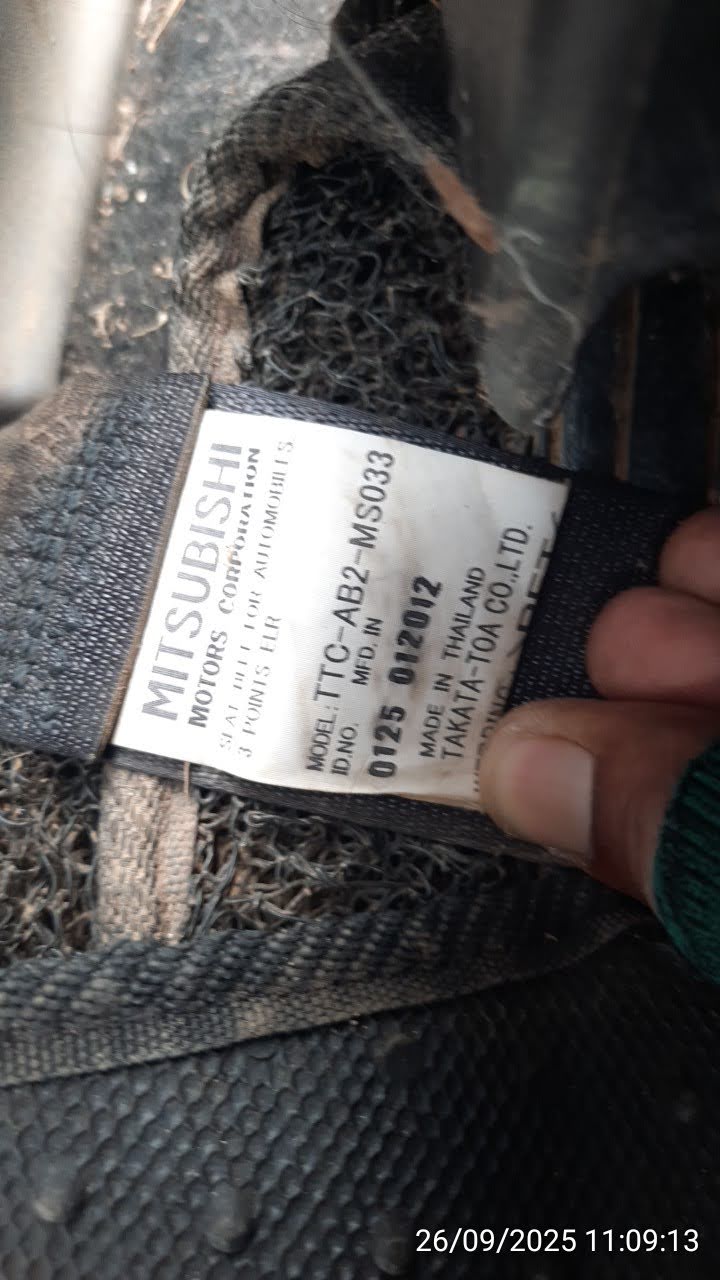 MITSUBISHI
MOTORS CORPORATION
SEAT BELT FOR AUTOMOBILES
3 POINTS ELR
MODEL: TTC-AB2-MS033
ID.NO. MFD. IN
0125 012012
MADE IN THAILAND
TAKATA-TOA CO.,LTD.
26/09/2025 11:09:13